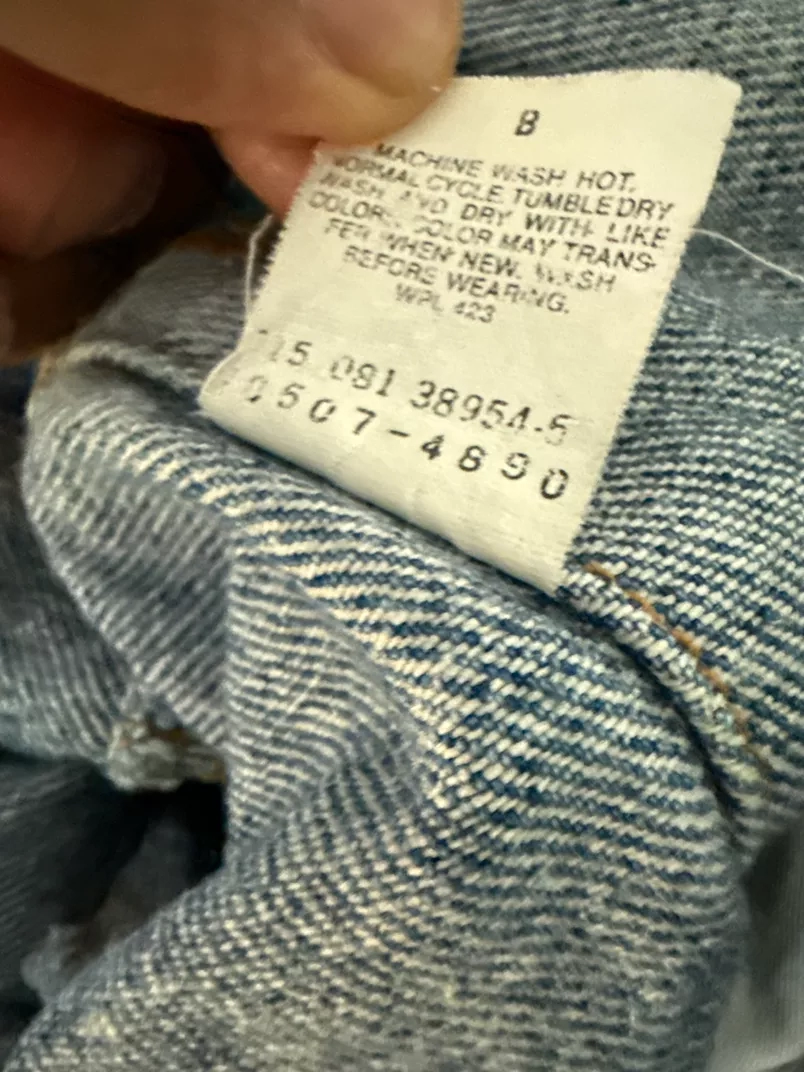 B
MACHINE WASH HOT.
NORMAL CYCLE TUMBLE DRY
WASH AND DRY WITH LIKE
COLORS. COLOR MAY TRANS-
FER WHEN NEW. WASH
BEFORE WEARING.
WPL 423
15 081 38954-5
0507-4890